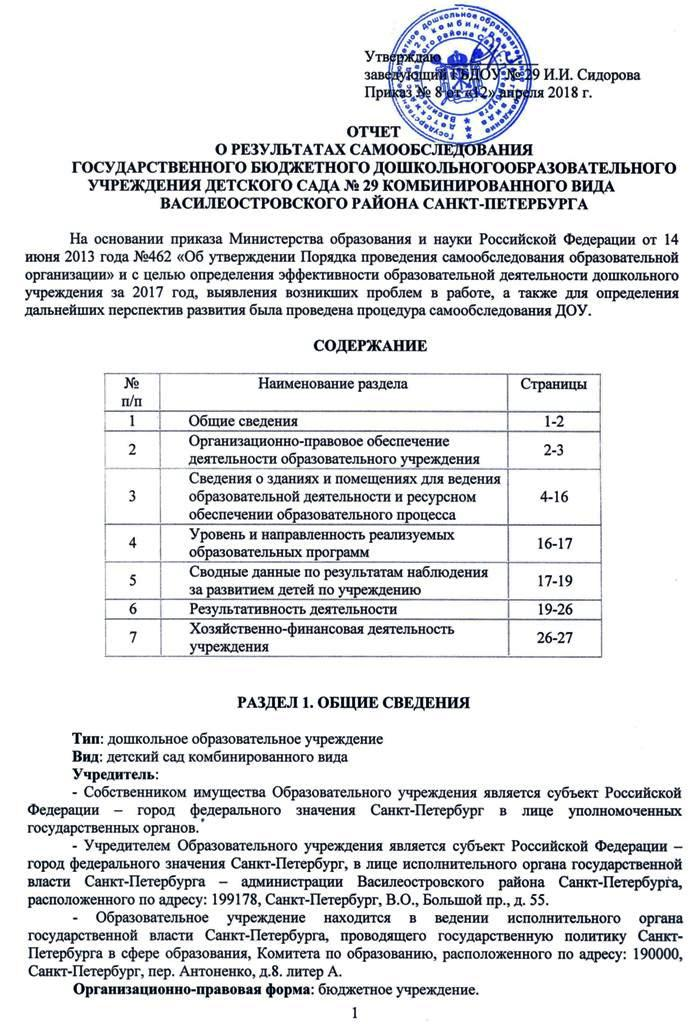 Утверждаю
заведующий ГБДОУ № 29 И.И. Сидорова
Приказ № 8 от «12» апреля 2018 г.
ОТЧЕТ
О РЕЗУЛЬТАТАХ САМООБСЛЕДОВАНИЯ
ГОСУДАРСТВЕННОГО БЮДЖЕТНОГО ДОШКОЛЬНОГООБРАЗОВАТЕЛЬНОГО
УЧРЕЖДЕНИЯ ДЕТСКОГО САДА № 29 КОМБИНИРОВАННОГО ВИДА
ВАСИЛЕОСТРОВСКОГО РАЙОНА САНКТ-ПЕТЕРБУРГА
На основании приказа Министерства образования и науки Российской Федерации от 14
июня 2013 года №462 «Об утверждении Порядка проведения самообследования образовательной
организации» и с целью определения эффективности образовательной деятельности дошкольного
учреждения за 2017 год, выявления возникших проблем в работе, а также для определения
дальнейших перспектив развития была проведена процедура самообследования ДОУ.
СОДЕРЖАНИЕ
№ Наименование раздела Страницы
п/п
1 Общие сведения 1-2
2 Организационно-правовое обеспечение
деятельности образовательного учреждения 2-3
3 Сведения о зданиях и помещениях для ведения
образовательной деятельности и ресурсном 4-16
обеспечении образовательного процесса
4 Уровень и направленность реализуемых
образовательных программ 16-17
5 Сводные данные по результатам наблюдения
за развитием детей по учреждению 17-19
6 Результативность деятельности 19-26
7 Хозяйственно-финансовая деятельность
учреждения 26-27
РАЗДЕЛ 1. ОБЩИЕ СВЕДЕНИЯ
Тип: дошкольное образовательное учреждение
Вид: детский сад комбинированного вида
Учредитель:
- Собственником имущества Образовательного учреждения является субъект Российской
Федерации – город федерального значения Санкт-Петербург в лице уполномоченных
государственных органов.
- Учредителем Образовательного учреждения является субъект Российской Федерации –
город федерального значения Санкт-Петербург, в лице исполнительного органа государственной
власти Санкт-Петербурга – администрации Василеостровского района Санкт-Петербурга,
расположенного по адресу: 199178, Санкт-Петербург, В.О., Большой пр., д. 55.
- Образовательное учреждение находится в ведении исполнительного органа
государственной власти Санкт-Петербурга, проводящего государственную политику Санкт-
Петербурга в сфере образования, Комитета по образованию, расположенного по адресу: 190000,
Санкт-Петербург, пер. Антоненко, д.8. литер А.
Организационно-правовая форма: бюджетное учреждение.
1